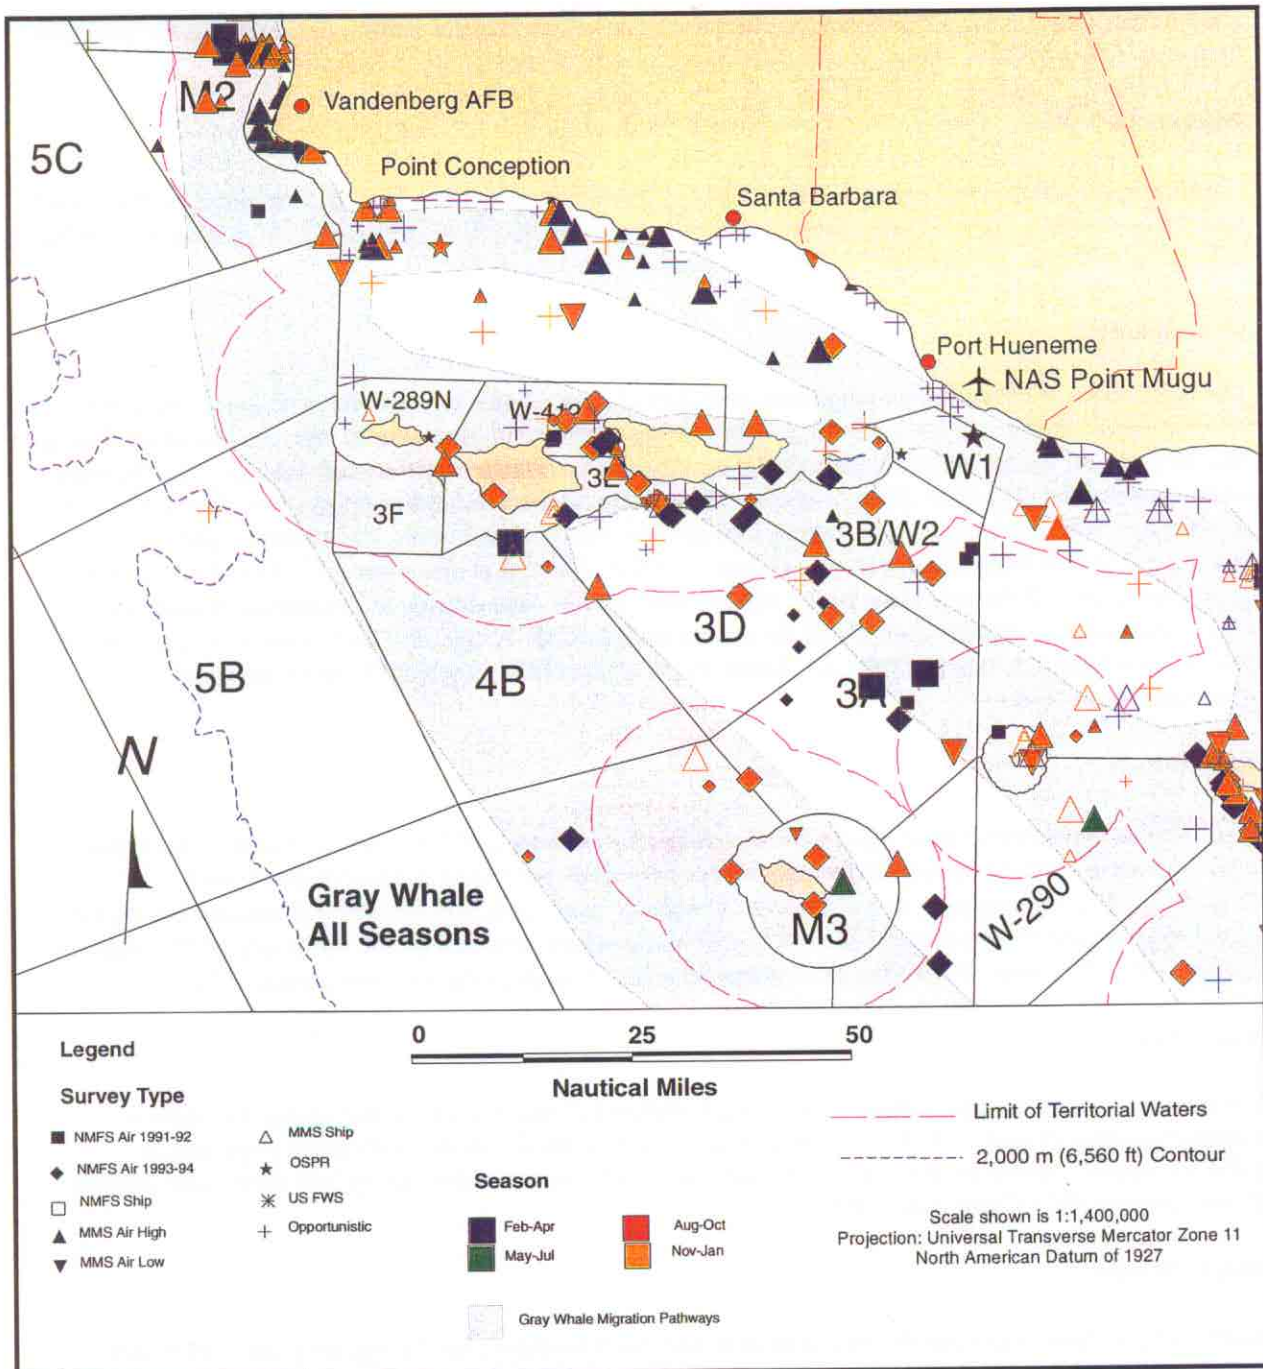 M2
Vandenberg AFB
5C
Point Conception
Santa Barbara
Port Hueneme
NAS Point Mugu
W-289N
W-412
W1
3E
3F
3B/W2
3D
5B
4B
3A
N
Gray Whale
All Seasons
M3
W-290
0 25 50
Nautical Miles
Legend
Survey Type
NMFS Air 1991-92
NMFS Air 1993-94
NMFS Ship
MMS Air High
MMS Air Low
MMS Ship
OSPR
US FWS
Opportunistic
Season
Feb-Apr
May-Jul
Aug-Oct
Nov-Jan
Gray Whale Migration Pathways
Limit of Territorial Waters
2,000 m (6,560 ft) Contour
Scale shown is 1:1,400,000
Projection: Universal Transverse Mercator Zone 11
North American Datum of 1927